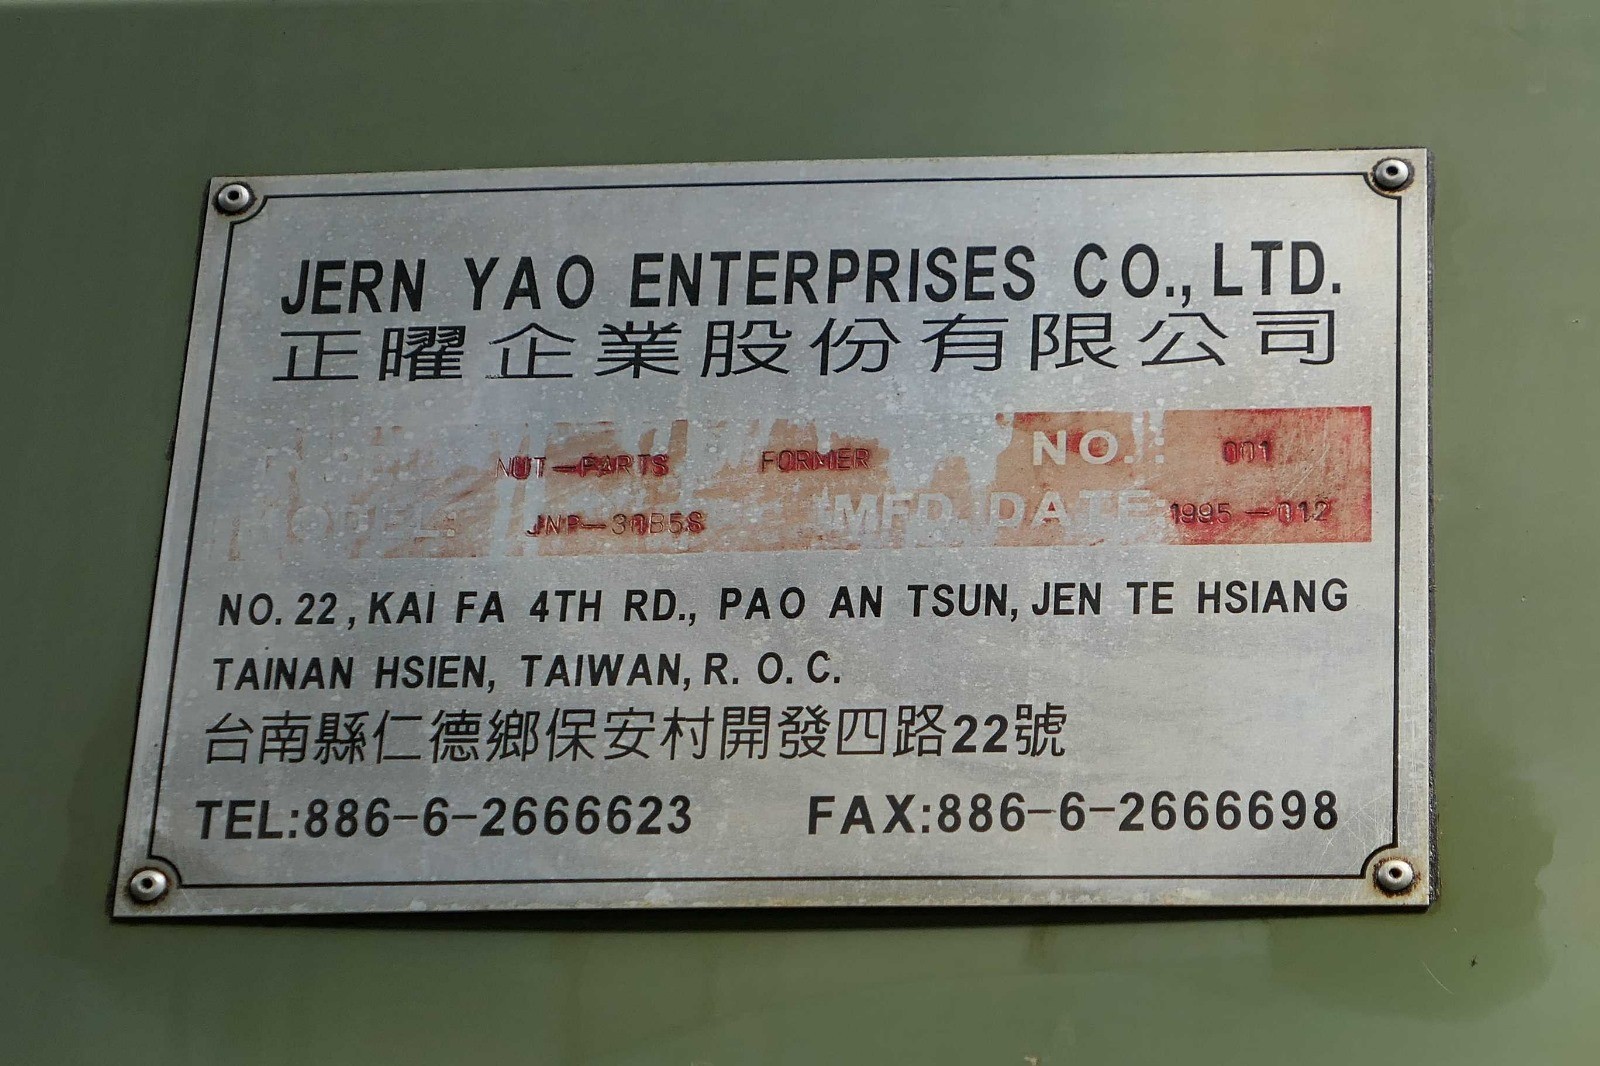 JERN YAO ENTERPRISES CO., LTD.
正曜企業股份有限公司
NUT-PARTS FORMER NO.: 001
MODEL: JNP-30B5S MFD. DATE 1995-012
NO. 22, KAI FA 4TH RD., PAO AN TSUN, JEN TE HSIANG
TAINAN HSIEN, TAIWAN, R. O. C.
台南縣仁德鄉保安村開發四路22號
TEL:886-6-2666623 FAX:886-6-2666698